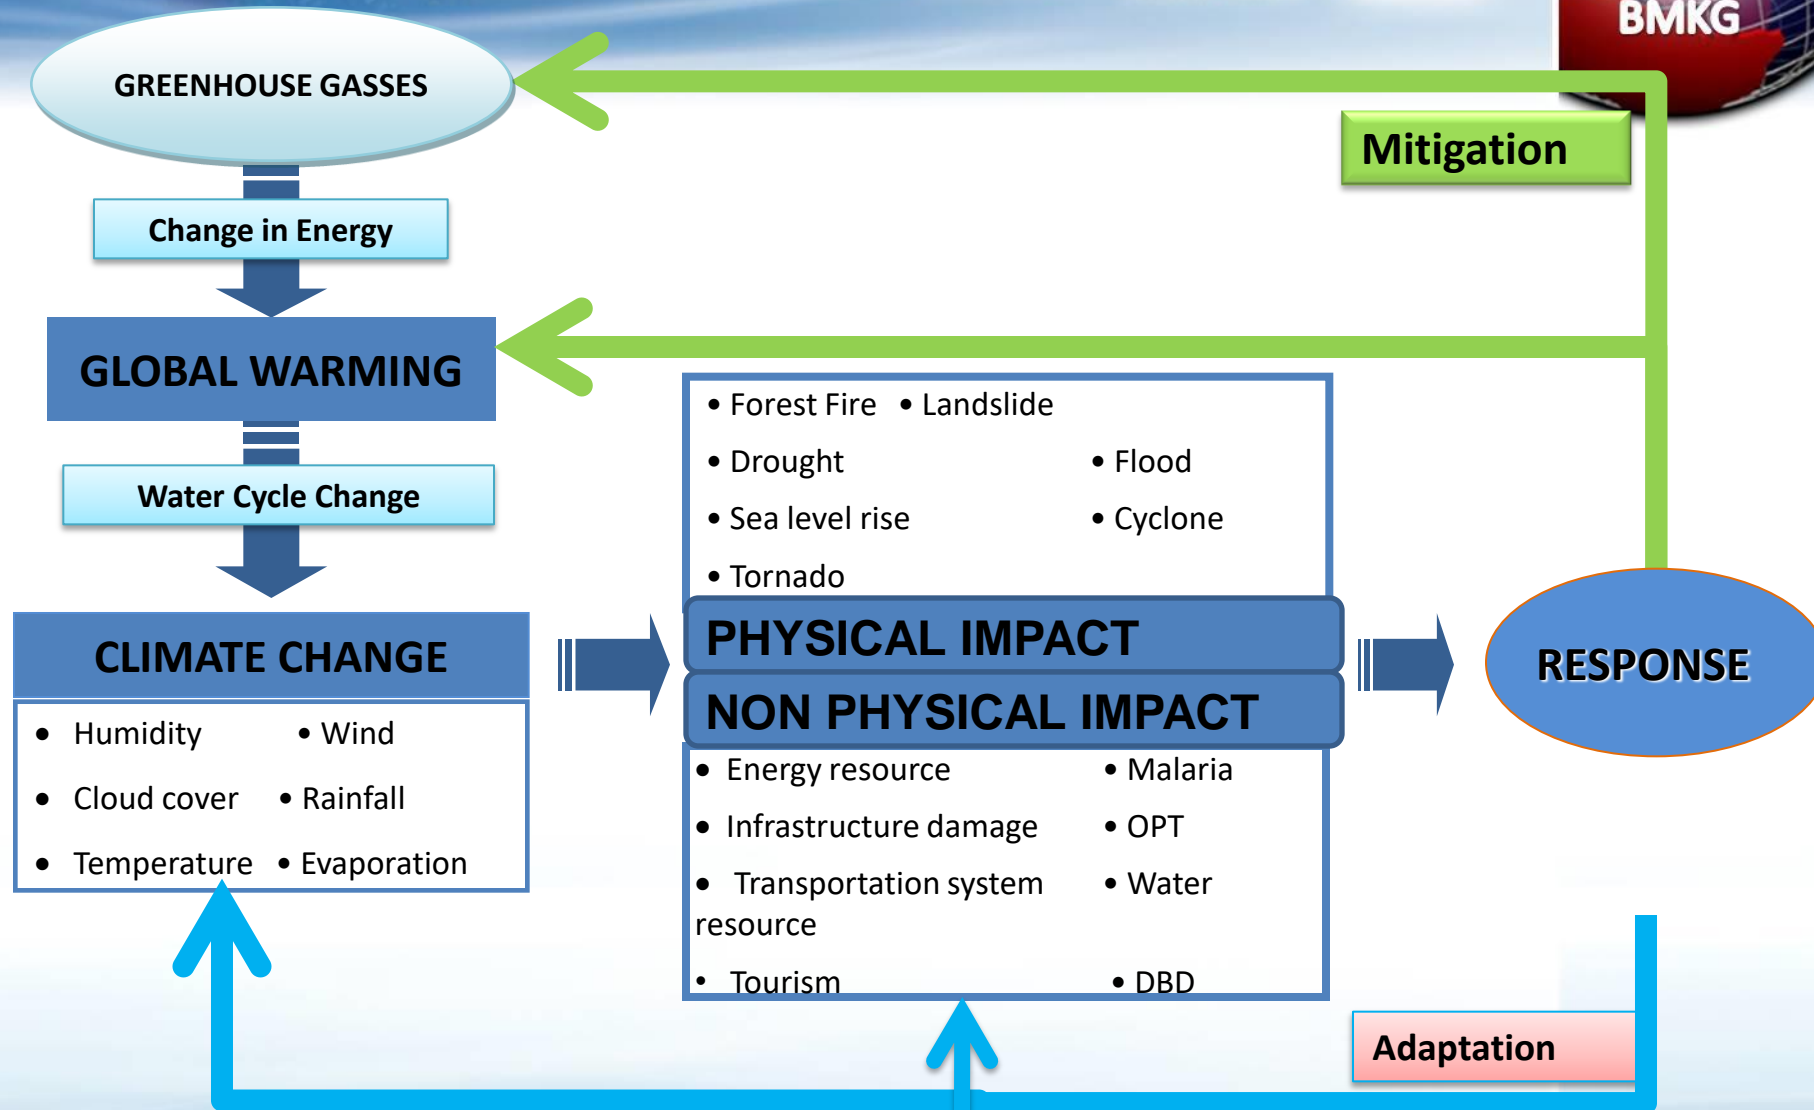 BMKG
GREENHOUSE GASSES
Mitigation
Change in Energy
GLOBAL WARMING
• Forest Fire • Landslide
• Drought • Flood
Water Cycle Change
• Sea level rise • Cyclone
• Tornado
CLIMATE CHANGE
PHYSICAL IMPACT
RESPONSE
NON PHYSICAL IMPACT
• Humidity • Wind
• Cloud cover • Rainfall
• Temperature • Evaporation
• Energy resource • Malaria
• Infrastructure damage • OPT
• Transportation system • Water
resource
• Tourism • DBD
Adaptation